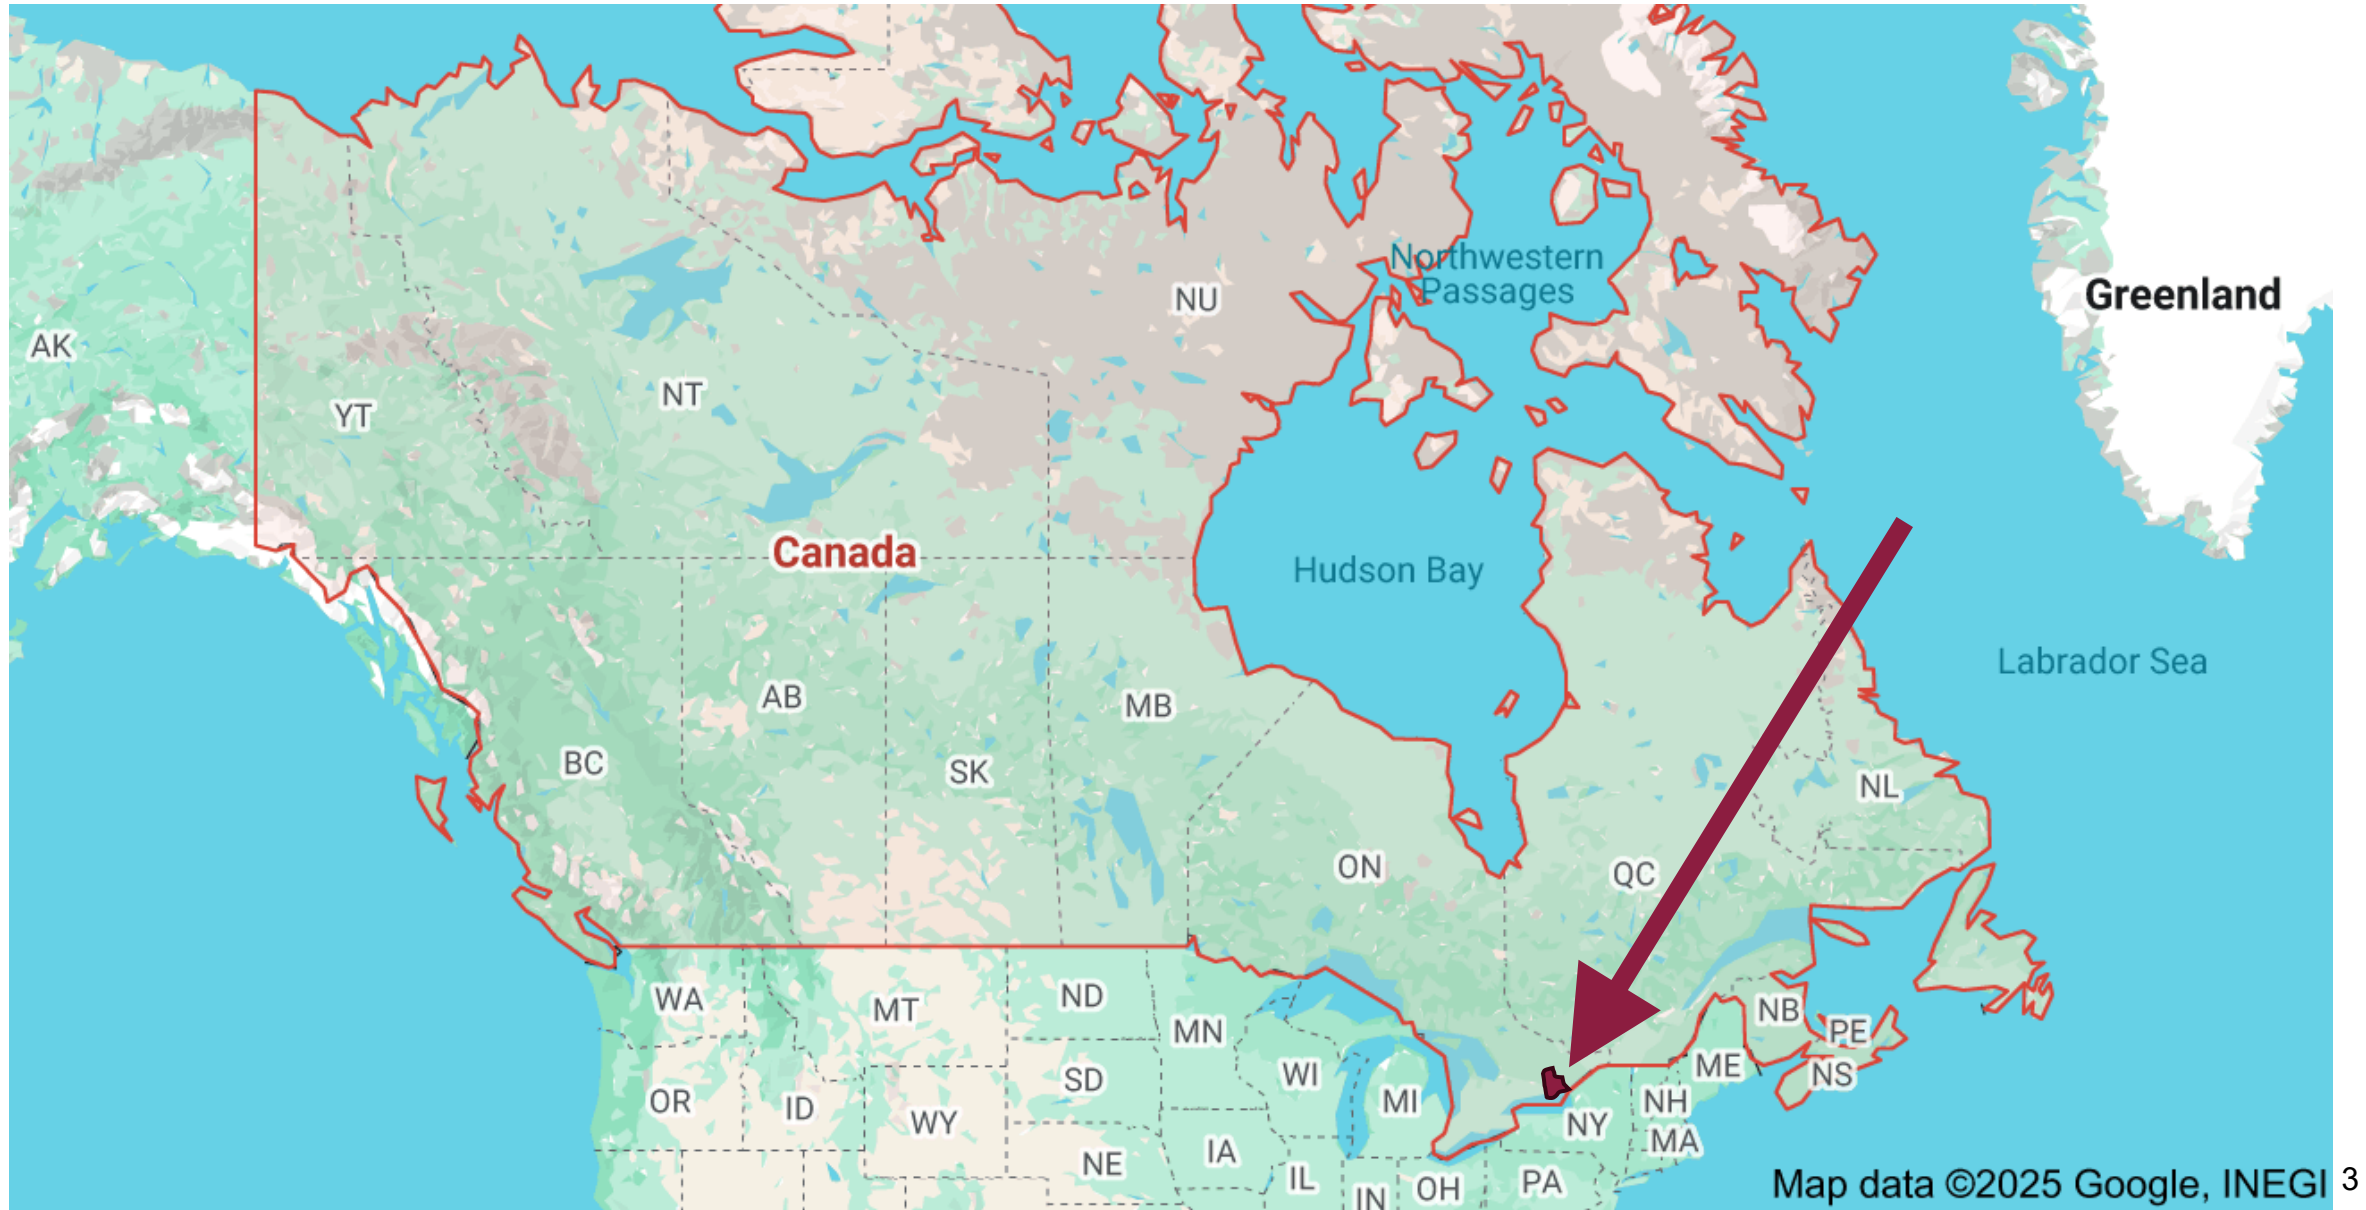 Northwestern
Passages
NU
Greenland
AK
NT
YT
Canada
Hudson Bay
Labrador Sea
AB
MB
BC
SK
NL
ON
QC
WA
MT
ND
NB
MN
PE
ME
WI
SD
NS
OR
ID
WY
MI
NH
NY
MA
IA
NE
IL
IN
OH
PA
Map data ©2025 Google, INEGI
3